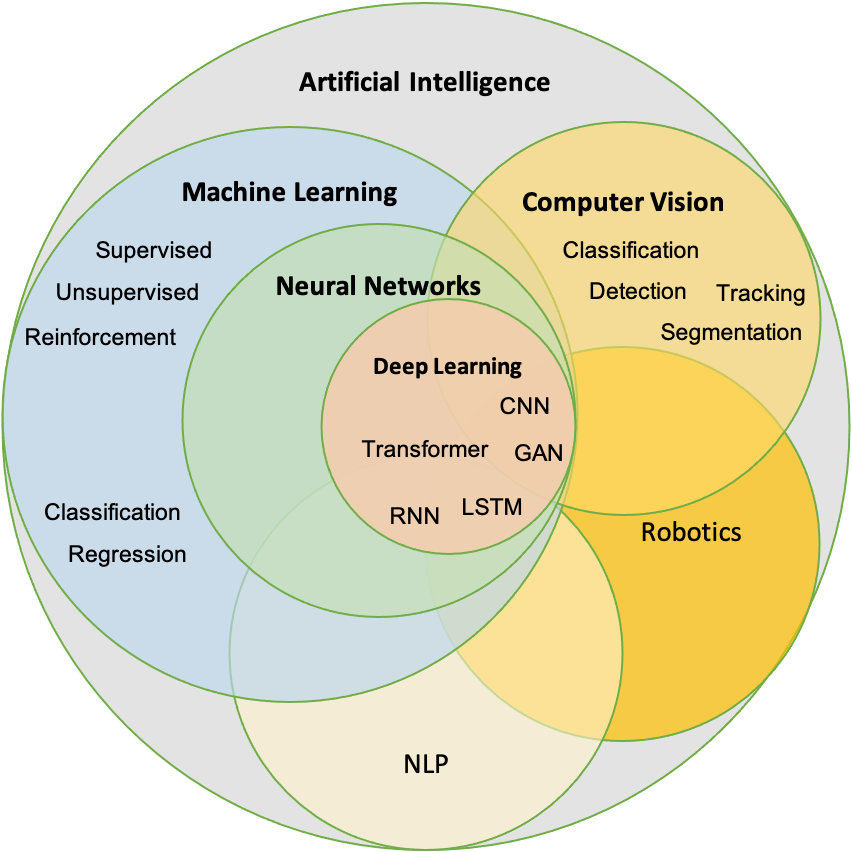 Artificial Intelligence
Machine Learning
Supervised
Unsupervised
Reinforcement
Classification
Regression
Neural Networks
Deep Learning
CNN
Transformer
GAN
RNN
LSTM
Computer Vision
Classification
Detection
Tracking
Segmentation
Robotics
NLP